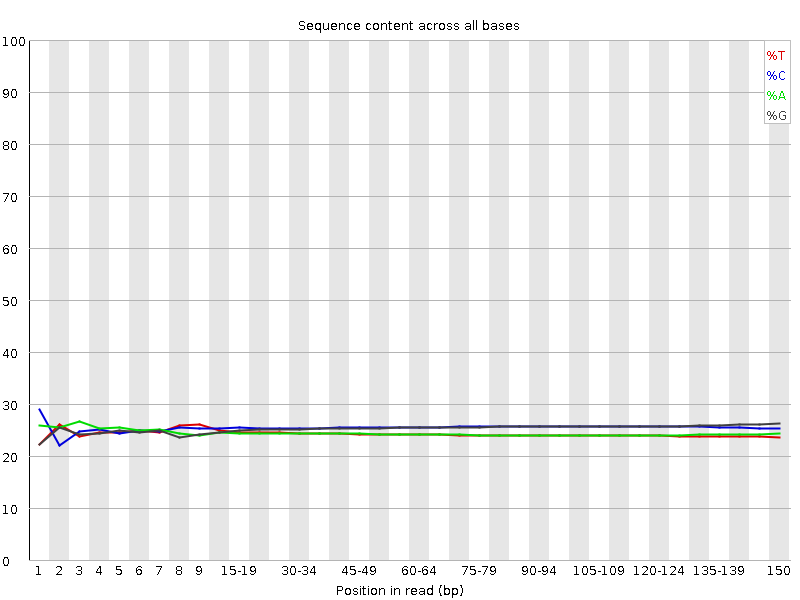 Sequence content across all bases
100
90
80
70
60
50
40
30
20
10
0
%T
%C
%A
%G
1 2 3 4 5 6 7 8 9 15-19 30-34 45-49 60-64 75-79 90-94 105-109 120-124 135-139 150
Position in read (bp)